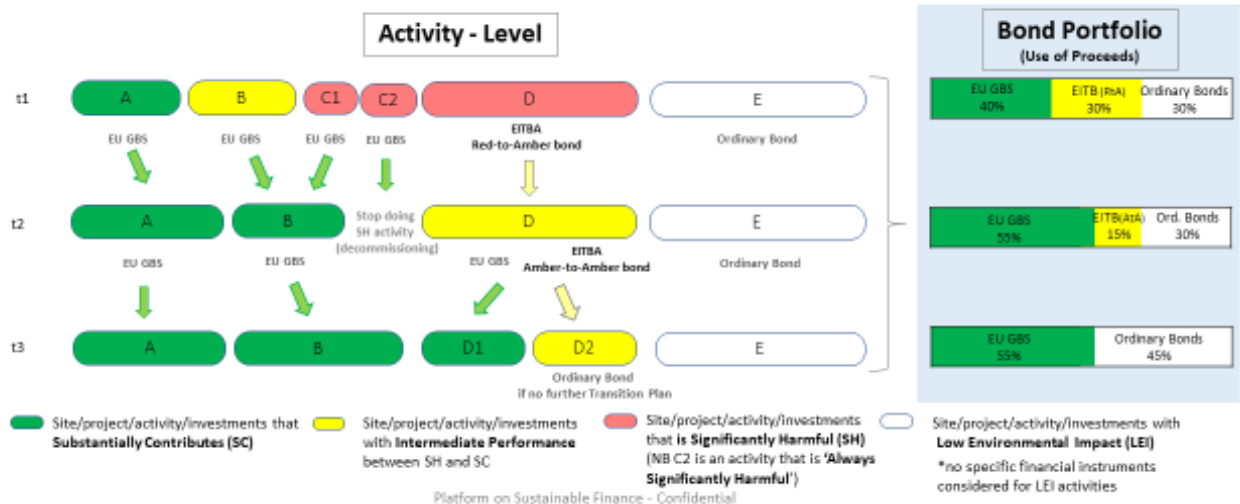 Activity - Level
Bond Portfolio
(Use of Proceeds)
t1
A
B
C1
C2
D
E
EU GBS
40%
EITB (RtA)
30%
Ordinary Bonds
30%
EU GBS
EU GBS
EU GBS
EU GBS
EITBA
Red-to-Amber bond
Ordinary Bond
t2
A
B
Stop doing
SH activity
(decommissioning)
D
E
EU GBS
55%
EITB(AtA)
15%
Ord. Bonds
30%
EU GBS
EU GBS
EU GBS
EITBA
Amber-to-Amber bond
Ordinary Bond
t3
A
B
D1
D2
E
EU GBS
55%
Ordinary Bonds
45%
Ordinary Bond
if no further Transition Plan
Site/project/activity/investments that
Substantially Contributes (SC)
Site/project/activity/investments
with Intermediate Performance
between SH and SC
Site/project/activity/investments
that is Significantly Harmful (SH)
(NB C2 is an activity that is 'Always
Significantly Harmful')
Site/project/activity/investments with
Low Environmental Impact (LEI)
*no specific financial instruments
considered for LEI activities
Platform on Sustainable Finance - Confidential